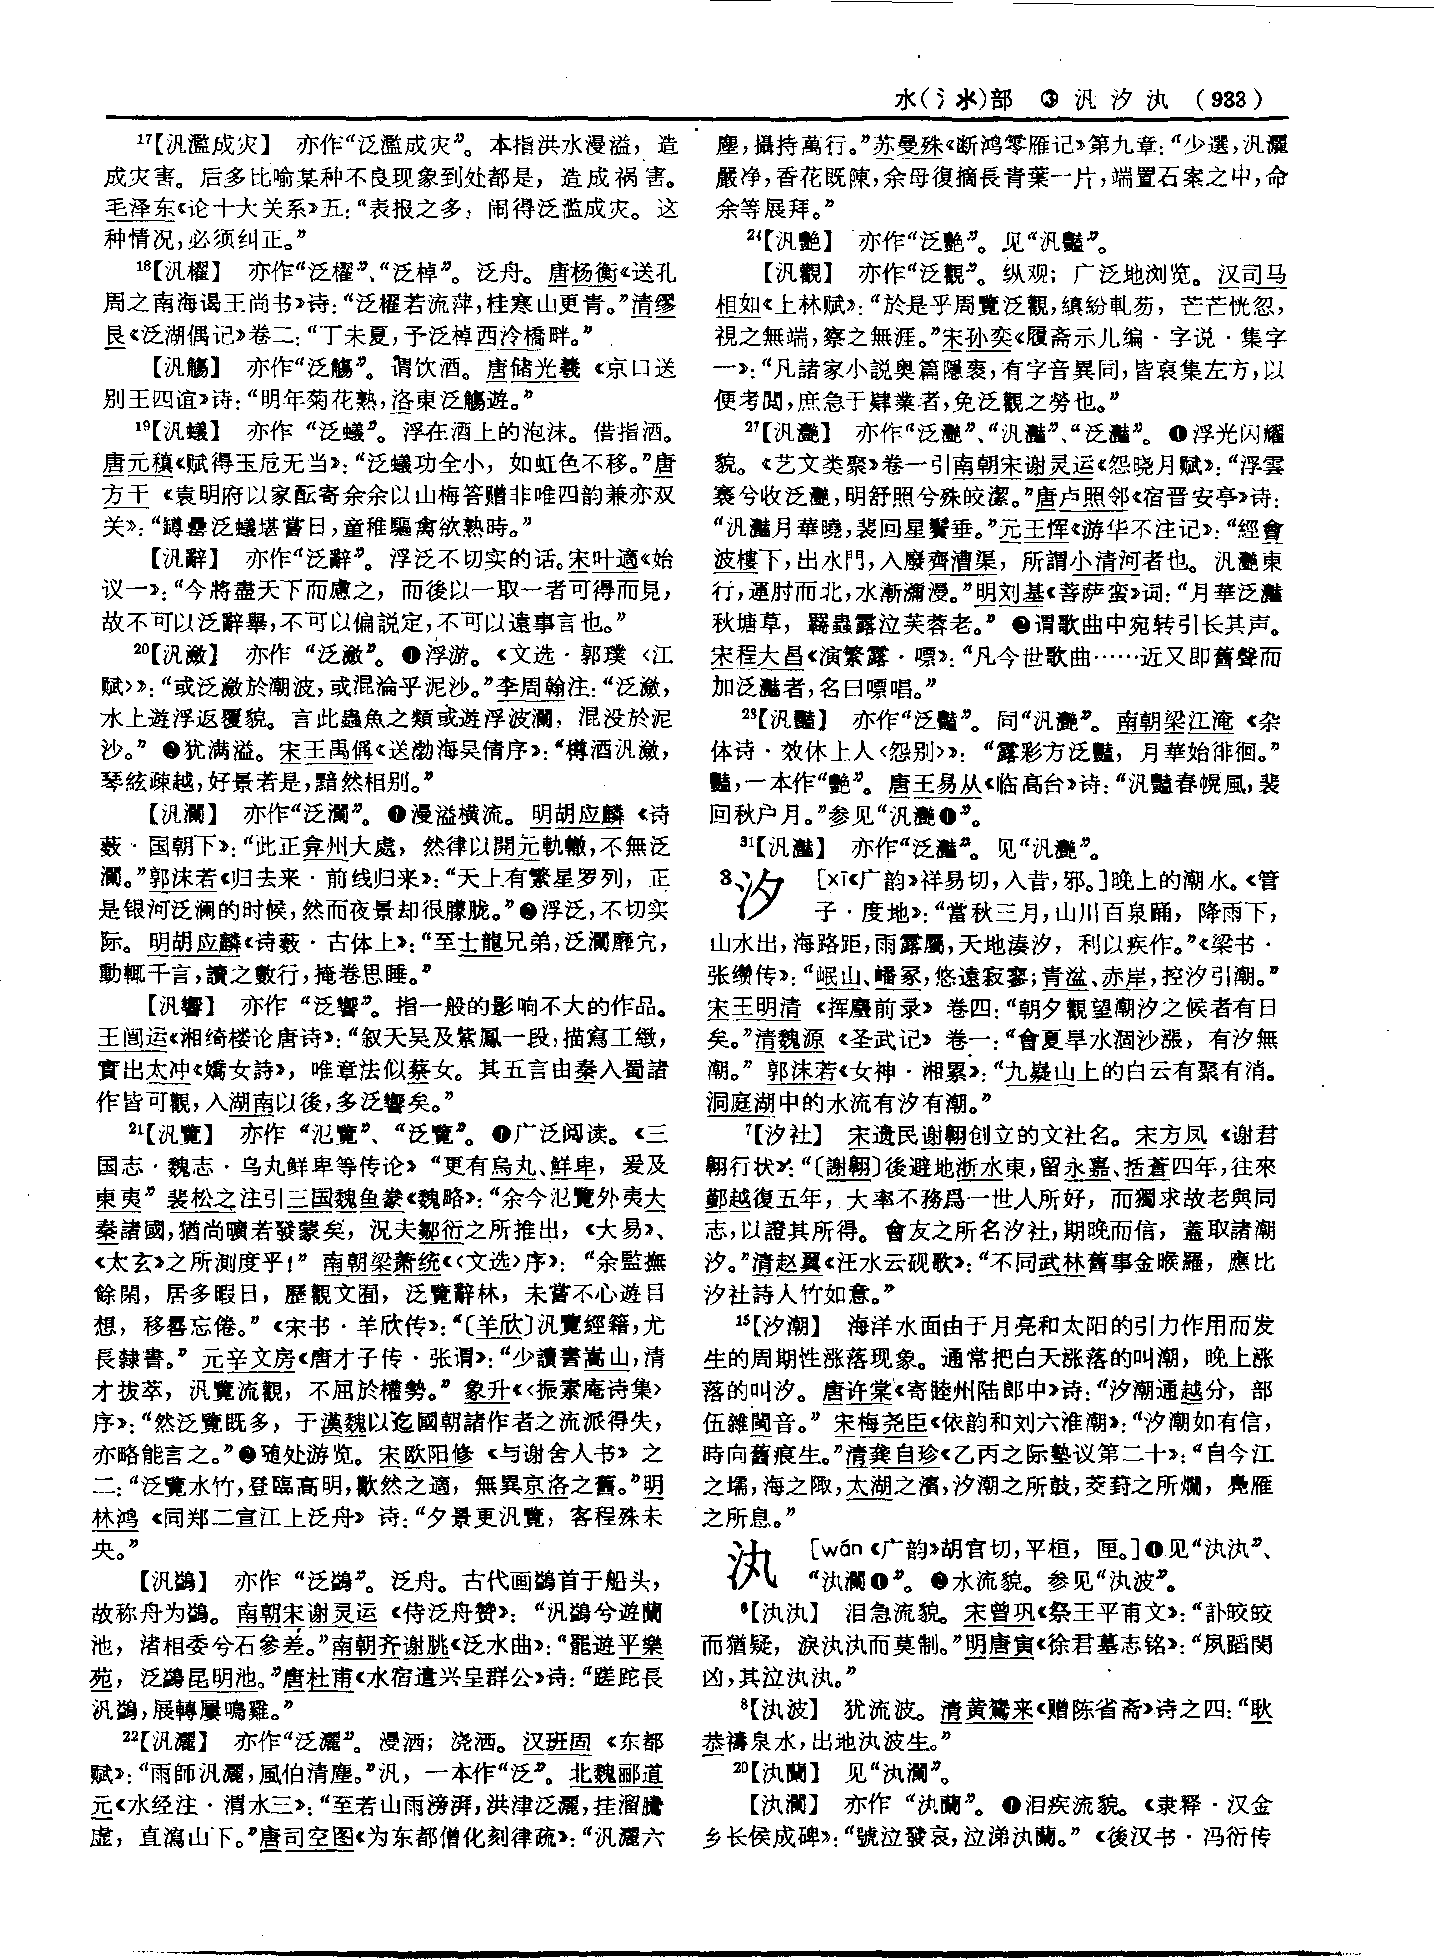 水(氵氺)部 ③ 汎 汐 汍 (933)
17【汎濫成灾】 亦作“泛濫成灾”。本指洪水漫溢，造
成灾害。后多比喻某种不良现象到处都是，造成祸害。
毛泽东《论十大关系》五：“表报之多，闹得泛滥成灾。这
种情况，必须纠正。”
18【汎櫂】 亦作“泛櫂”、“泛棹”。泛舟。唐杨衡《送孔
周之南海谒王尚书》诗：“泛櫂若流萍，桂寒山更青。”清缪
艮《泛湖偶记》卷二：“丁未夏，予泛棹西泠橋畔。”
【汎觴】 亦作“泛觴”。谓饮酒。唐储光羲《京口送
别王四谊》诗：“明年菊花熟，洛東泛觴遊。”
19【汎蟻】 亦作“泛蟻”。浮在酒上的泡沫。借指酒。
唐元稹《赋得玉卮无当》：“泛蟻功全小，如虹色不移。”唐
方干《袁明府以家酝寄余余以山梅答赠非唯四韵兼亦双
关》：“罇罍泛蟻堪嘗日，童稚驅禽欲熟時。”
【汎辭】 亦作“泛辭”。浮泛不切实的话。宋叶適《始
议一》：“今將盡天下而慮之，而後以一取一者可得而見，
故不可以泛辭舉，不可以偏説定，不可以遠事言也。”
20【汎瀲】 亦作“泛瀲”。❶浮游。《文选·郭璞〈江
赋〉》：“或泛瀲於潮波，或混淪乎泥沙。”李周翰注：“泛瀲，
水上遊浮返覆貌。言此蟲魚之類或遊浮波瀾，混没於泥
沙。”❷犹满溢。宋王禹偁《送渤海吴倩序》：“樽酒汎瀲，
琴絃疎越，好景若是，黯然相别。”
【汎瀾】 亦作“泛瀾”。❶漫溢横流。明胡应麟《诗
薮·国朝下》：“此正弇州大處，然律以開元軌轍，不無泛
瀾。”郭沫若《归去来·前线归来》：“天上有繁星罗列，正
是银河泛澜的时候，然而夜景却很朦胧。”❷浮泛，不切实
际。明胡应麟《诗薮·古体上》：“至士龍兄弟，泛瀾靡宂，
動輒千言，讀之數行，掩卷思睡。”
【汎響】 亦作“泛響”。指一般的影响不大的作品。
王闿运《湘绮楼论唐诗》：“叙天吴及紫鳳一段，描寫工緻，
實出太冲《嬌女詩》，唯章法似蔡女。其五言由秦入蜀諸
作皆可觀，入湖南以後，多泛響矣。”
21【汎覽】 亦作“氾覽”、“泛覽”。❶广泛阅读。《三
国志·魏志·乌丸鲜卑等传论》“更有烏丸、鮮卑，爰及
東夷”裴松之注引三国魏鱼豢《魏略》：“余今氾覽外夷大
秦諸國，猶尚曠若發蒙矣，況夫鄒衍之所推出，《大易》、
《太玄》之所測度乎！”南朝梁萧统《〈文选〉序》：“余監撫
餘閑，居多暇日，歷觀文囿，泛覽辭林，未嘗不心遊目
想，移晷忘倦。”《宋书·羊欣传》：“〔羊欣〕汎覽經籍，尤
長隸書。”元辛文房《唐才子传·张谓》：“少讀書嵩山，清
才拔萃，汎覽流觀，不屈於權勢。”象升《〈振素庵诗集〉
序》：“然泛覽既多，于漢魏以迄國朝諸作者之流派得失，
亦略能言之。”❷随处游览。宋欧阳修《与谢舍人书》之
二：“泛覽水竹，登臨高明，歡然之適，無異京洛之舊。”明
林鸿《同郑二宣江上泛舟》诗：“夕景更汎覽，客程殊未
央。”
【汎鷁】 亦作“泛鷁”。泛舟。古代画鷁首于船头，
故称舟为鷁。南朝宋谢灵运《侍泛舟赞》：“汎鷁兮遊蘭
池，渚相委兮石參差。”南朝齐谢朓《泛水曲》：“罷遊平樂
苑，泛鷁昆明池。”唐杜甫《水宿遣兴呈群公》诗：“蹉跎長
汎鷁，展轉屢鳴雞。”
22【汎灑】 亦作“泛灑”。漫洒；浇洒。汉班固《东都
赋》：“雨師汎灑，風伯清塵。”汎，一本作“泛”。北魏郦道
元《水经注·渭水三》：“至若山雨滂湃，洪津泛灑，挂溜騰
虚，直瀉山下。”唐司空图《为东都僧化刻律疏》：“汎灑六
塵，攝持萬行。”苏曼殊《断鸿零雁记》第九章：“少選，汎灑
嚴净，香花既陳，余母復摘長青葉一片，端置石案之中，命
余等展拜。”
24【汎艷】 亦作“泛艷”。见“汎豔”。
【汎觀】 亦作“泛觀”。纵观；广泛地浏览。汉司马
相如《上林赋》：“於是乎周覽泛觀，缜紛軋芴，芒芒恍忽，
視之無端，察之無涯。”宋孙奕《履斋示儿编·字说·集字
一》：“凡諸家小説奥篇隱袠，有字音異同，皆裒集左方，以
便考閲，庶急于肄業者，免泛觀之勞也。”
27【汎灧】 亦作“泛灧”、“汎灩”、“泛灩”。❶浮光闪耀
貌。《艺文类聚》卷一引南朝宋谢灵运《怨晓月赋》：“浮雲
褰兮收泛灧，明舒照兮殊皎潔。”唐卢照邻《宿晋安亭》诗：
“汎灩月華曉，裴回星鬢垂。”元王恽《游华不注记》：“經會
波樓下，出水門，入廢齊漕渠，所謂小清河者也。汎灧東
行，運肘而北，水漸瀰漫。”明刘基《菩萨蛮》词：“月華泛灩
秋塘草，羇蟲露泣芙蓉老。”❷谓歌曲中宛转引长其声。
宋程大昌《演繁露·嘌》：“凡今世歌曲……近又即舊聲而
加泛灩者，名曰嘌唱。”
28【汎豔】 亦作“泛豔”。同“汎灧”。南朝梁江淹《杂
体诗·效休上人〈怨别〉》：“露彩方泛豔，月華始徘徊。”
豔，一本作“艷”。唐王易从《临高台》诗：“汎豔春幌風，裴
回秋户月。”参见“汎灧❶”。
31【汎灩】 亦作“泛灩”。见“汎灧”。
3汐 [xī《广韵》祥易切，入昔，邪。]晚上的潮水。《管
子·度地》：“當秋三月，山川百泉踊，降雨下，
山水出，海路距，雨露屬，天地湊汐，利以疾作。”《梁书·
张缵传》：“岷山、嶓冢，悠遠寂寥；青湓、赤岸，控汐引潮。”
宋王明清《挥麈前录》卷四：“朝夕觀望潮汐之候者有日
矣。”清魏源《圣武记》卷一：“會夏旱水涸沙漲，有汐無
潮。”郭沫若《女神·湘累》：“九嶷山上的白云有聚有消。
洞庭湖中的水流有汐有潮。”
7【汐社】 宋遗民谢翱创立的文社名。宋方凤《谢君
翱行状》：“〔謝翱〕後避地浙水東，留永嘉、括蒼四年，往來
鄞越復五年，大率不務爲一世人所好，而獨求故老與同
志，以證其所得。會友之所名汐社，期晚而信，蓋取諸潮
汐。”清赵翼《汪水云砚歌》：“不同武林舊事金喉羅，應比
汐社詩人竹如意。”
15【汐潮】 海洋水面由于月亮和太阳的引力作用而发
生的周期性涨落现象。通常把白天涨落的叫潮，晚上涨
落的叫汐。唐许棠《寄睦州陆郎中》诗：“汐潮通越分，部
伍雜閩音。”宋梅尧臣《依韵和刘六淮潮》：“汐潮如有信，
時向舊痕生。”清龚自珍《乙丙之际塾议第二十》：“自今江
之壖，海之陬，太湖之濱，汐潮之所鼓，茭葑之所爛，鳧雁
之所息。”
汍 [wán《广韵》胡官切，平桓，匣。]❶见“汍汍”、
“汍瀾❶”。❷水流貌。参见“汍波”。
6【汍汍】 泪急流貌。宋曾巩《祭王平甫文》：“訃皎皎
而猶疑，淚汍汍而莫制。”明唐寅《徐君墓志铭》：“夙蹈閔
凶，其泣汍汍。”
8【汍波】 犹流波。清黄鷟来《赠陈省斋》诗之四：“耿
恭禱泉水，出地汍波生。”
20【汍蘭】 见“汍瀾”。
【汍瀾】 亦作“汍蘭”。❶泪疾流貌。《隶释·汉金
乡长侯成碑》：“號泣發哀，泣涕汍蘭。”《後汉书·冯衍传